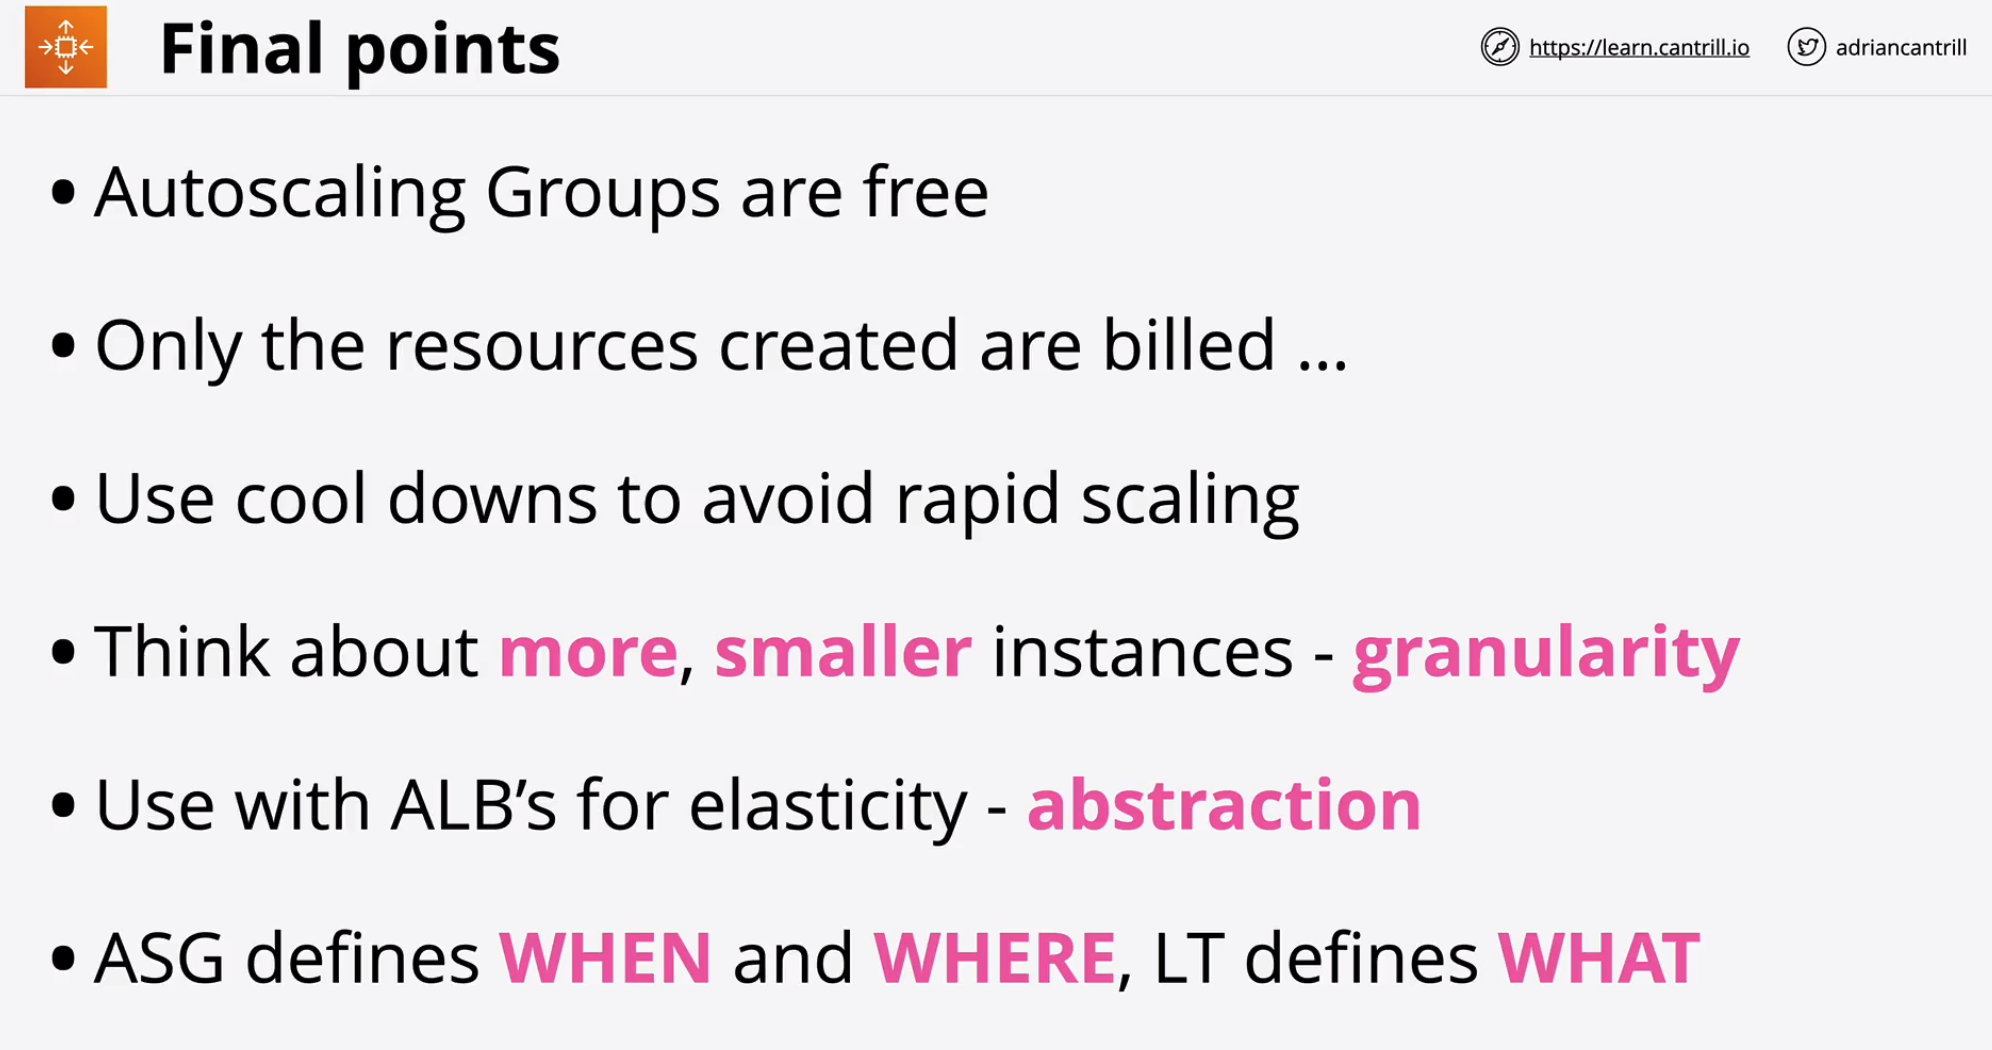 Final points
https://learn.cantrill.io
adriancantrill
• Autoscaling Groups are free
• Only the resources created are billed ...
• Use cool downs to avoid rapid scaling
• Think about more, smaller instances - granularity
• Use with ALB’s for elasticity - abstraction
• ASG defines WHEN and WHERE, LT defines WHAT